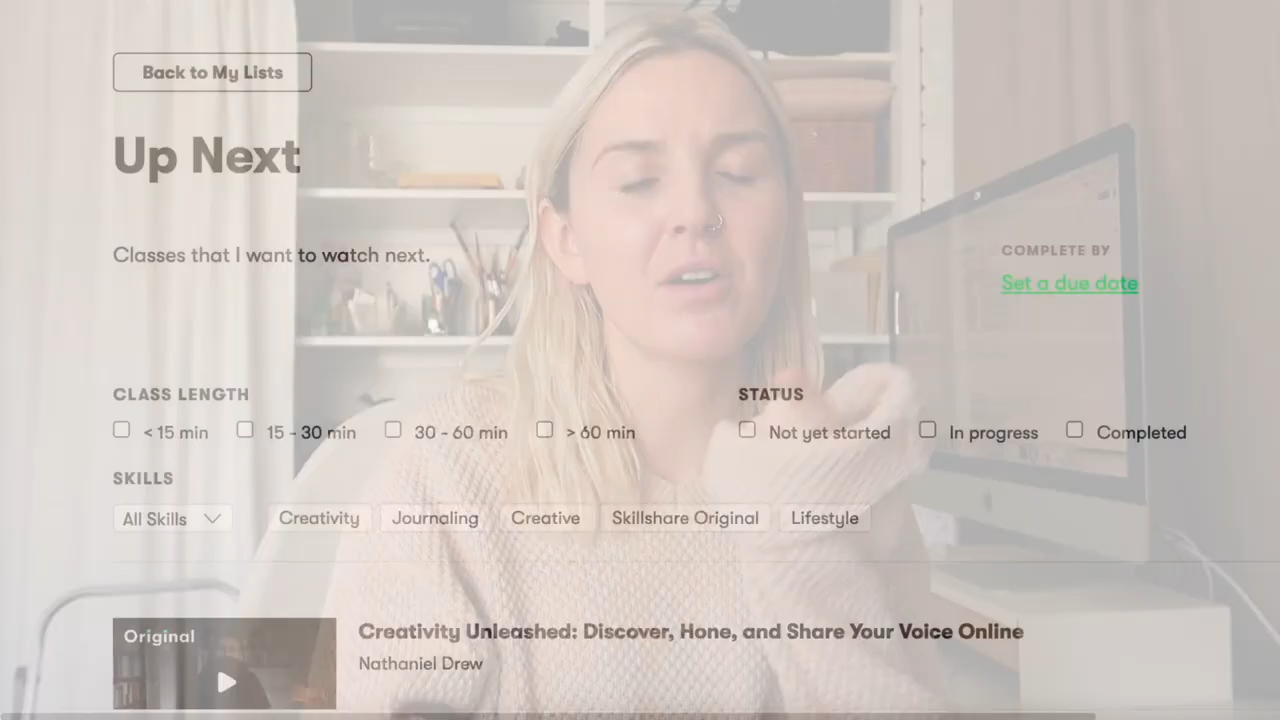 Back to My Lists
Up Next
Classes that I want to watch next.
COMPLETE BY
Set a due date
CLASS LENGTH
< 15 min 15 - 30 min 30 - 60 min > 60 min
STATUS
Not yet started In progress Completed
SKILLS
All Skills Creativity Journaling Creative Skillshare Original Lifestyle
Original
Creativity Unleashed: Discover, Hone, and Share Your Voice Online
Nathaniel Drew